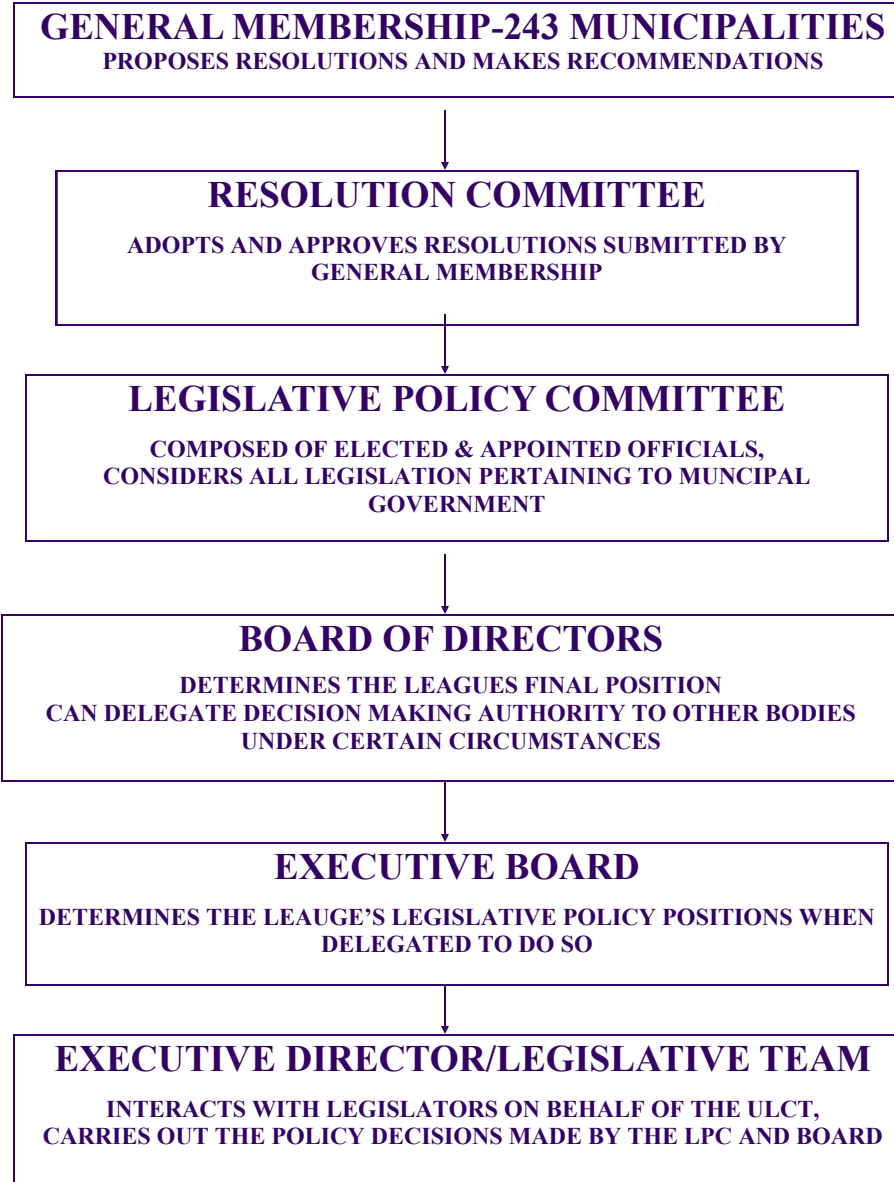 GENERAL MEMBERSHIP-243 MUNICIPALITIES
PROPOSES RESOLUTIONS AND MAKES RECOMMENDATIONS
RESOLUTION COMMITTEE
ADOPTS AND APPROVES RESOLUTIONS SUBMITTED BY
GENERAL MEMBERSHIP
LEGISLATIVE POLICY COMMITTEE
COMPOSED OF ELECTED & APPOINTED OFFICIALS,
CONSIDERS ALL LEGISLATION PERTAINING TO MUNCIPAL
GOVERNMENT
BOARD OF DIRECTORS
DETERMINES THE LEAGUES FINAL POSITION
CAN DELEGATE DECISION MAKING AUTHORITY TO OTHER BODIES
UNDER CERTAIN CIRCUMSTANCES
EXECUTIVE BOARD
DETERMINES THE LEAUGE’S LEGISLATIVE POLICY POSITIONS WHEN
DELEGATED TO DO SO
EXECUTIVE DIRECTOR/LEGISLATIVE TEAM
INTERACTS WITH LEGISLATORS ON BEHALF OF THE ULCT,
CARRIES OUT THE POLICY DECISIONS MADE BY THE LPC AND BOARD